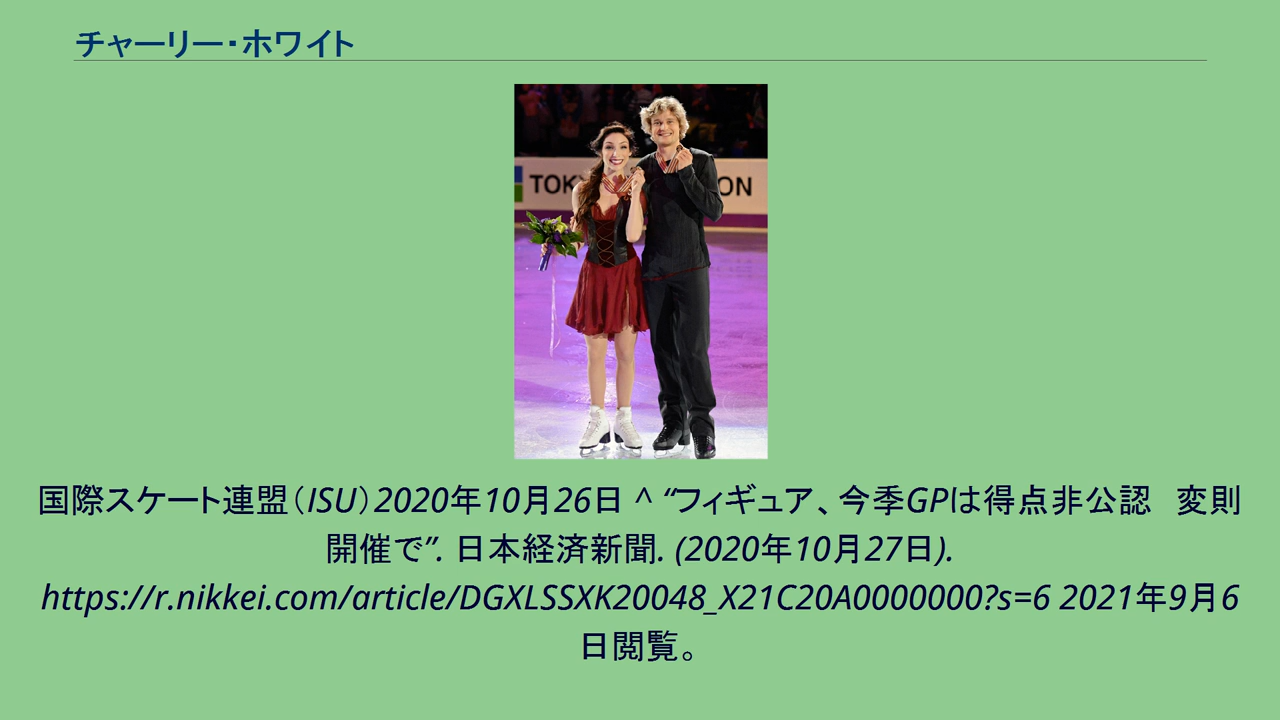 チャーリー・ホワイト
TOK
ON
国際スケート連盟（ISU）2020年10月26日 ^ “フィギュア、今季GPは得点非公認　変則
開催で”. 日本経済新聞. (2020年10月27日).
https://r.nikkei.com/article/DGXLSSXK20048_X21C20A0000000?s=6 2021年9月6
日閲覧。